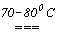 70-80⁰ C
===